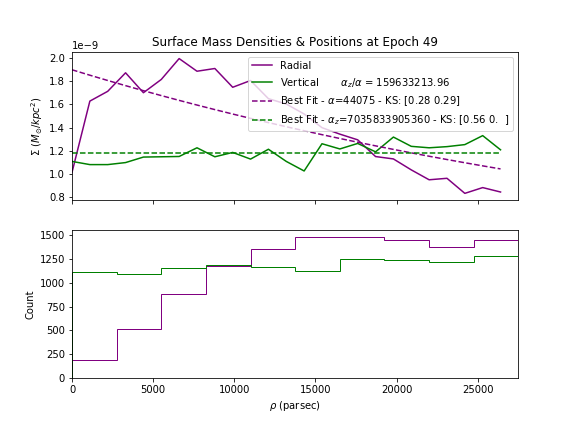 Surface Mass Densities & Positions at Epoch 49
1e−9
2.0
1.8
1.6
1.4
1.2
1.0
0.8
Σ (M⊙/kpc²)
Radial
Vertical α_z/α = 159633213.96
Best Fit - α=44075 - KS: [0.28 0.29]
Best Fit - α_z=7035833905360 - KS: [0.56 0. ]
1500
1250
1000
750
500
250
0
Count
0 5000 10000 15000 20000 25000
ρ (parsec)